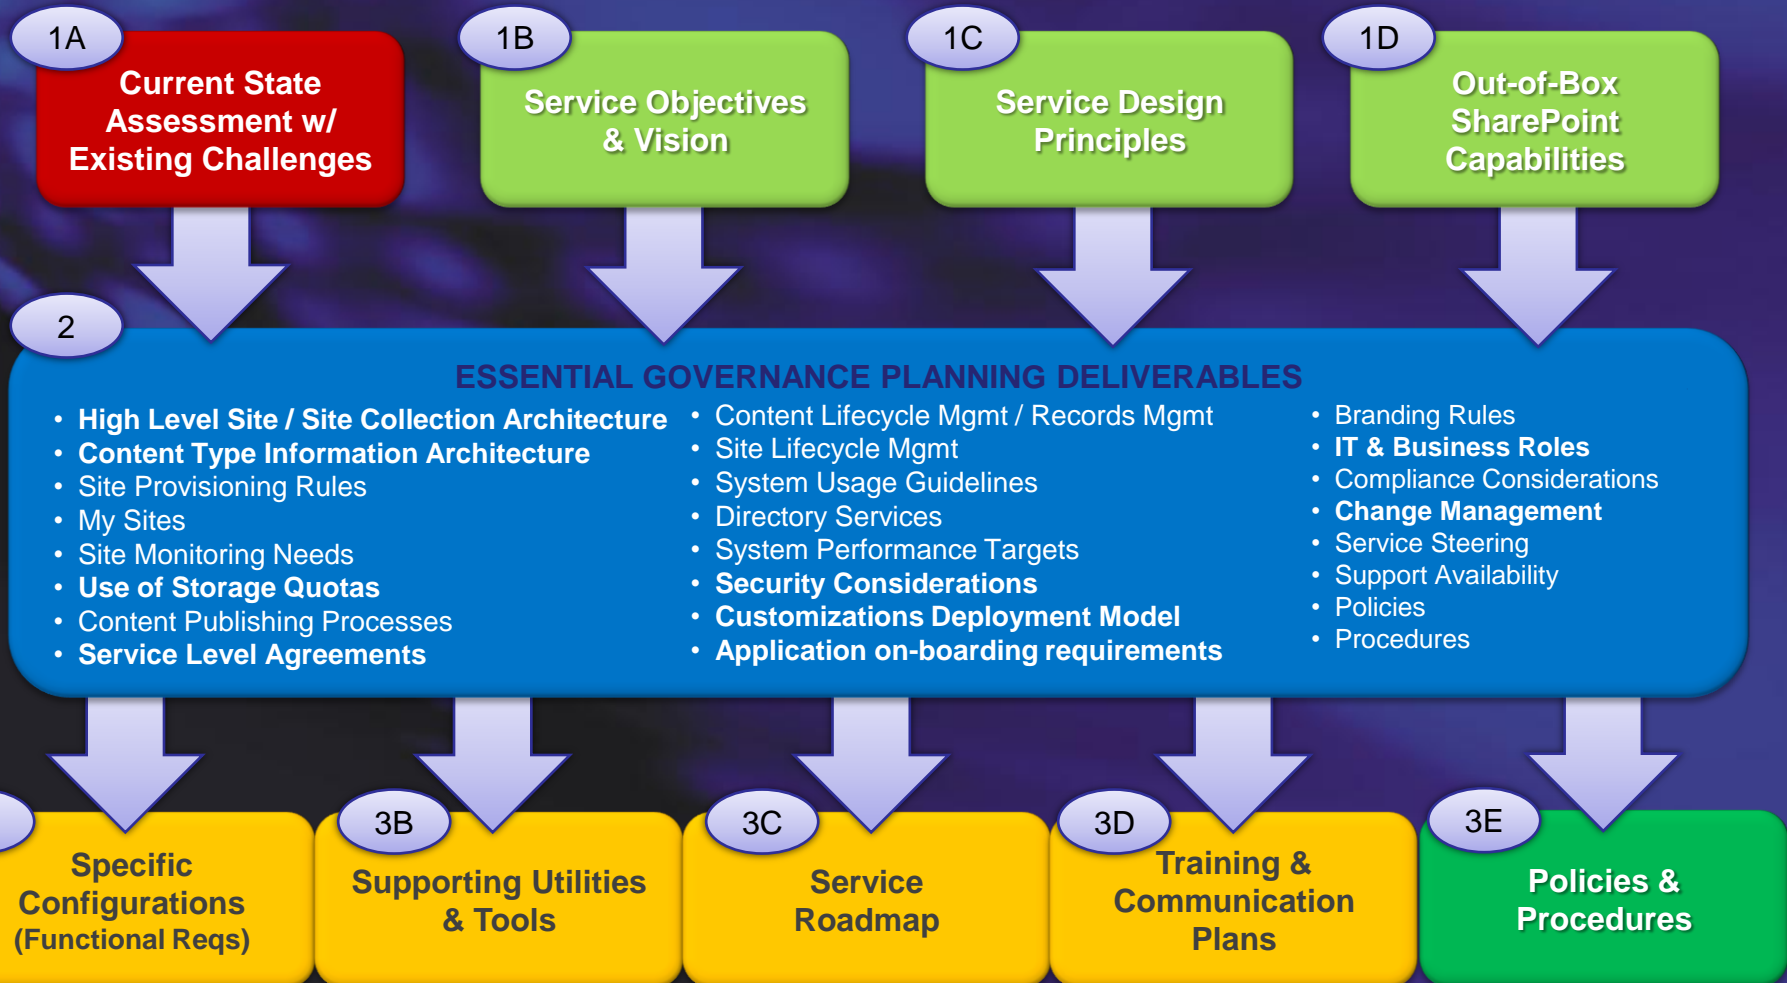 1A
Current State
Assessment w/
Existing Challenges
1B
Service Objectives
& Vision
1C
Service Design
Principles
1D
Out-of-Box
SharePoint
Capabilities
2
ESSENTIAL GOVERNANCE PLANNING DELIVERABLES
• High Level Site / Site Collection Architecture
• Content Type Information Architecture
• Site Provisioning Rules
• My Sites
• Site Monitoring Needs
• Use of Storage Quotas
• Content Publishing Processes
• Service Level Agreements
• Content Lifecycle Mgmt / Records Mgmt
• Site Lifecycle Mgmt
• System Usage Guidelines
• Directory Services
• System Performance Targets
• Security Considerations
• Customizations Deployment Model
• Application on-boarding requirements
• Branding Rules
• IT & Business Roles
• Compliance Considerations
• Change Management
• Service Steering
• Support Availability
• Policies
• Procedures
Specific
Configurations
(Functional Reqs)
3B
Supporting Utilities
& Tools
3C
Service
Roadmap
3D
Training &
Communication
Plans
3E
Policies &
Procedures